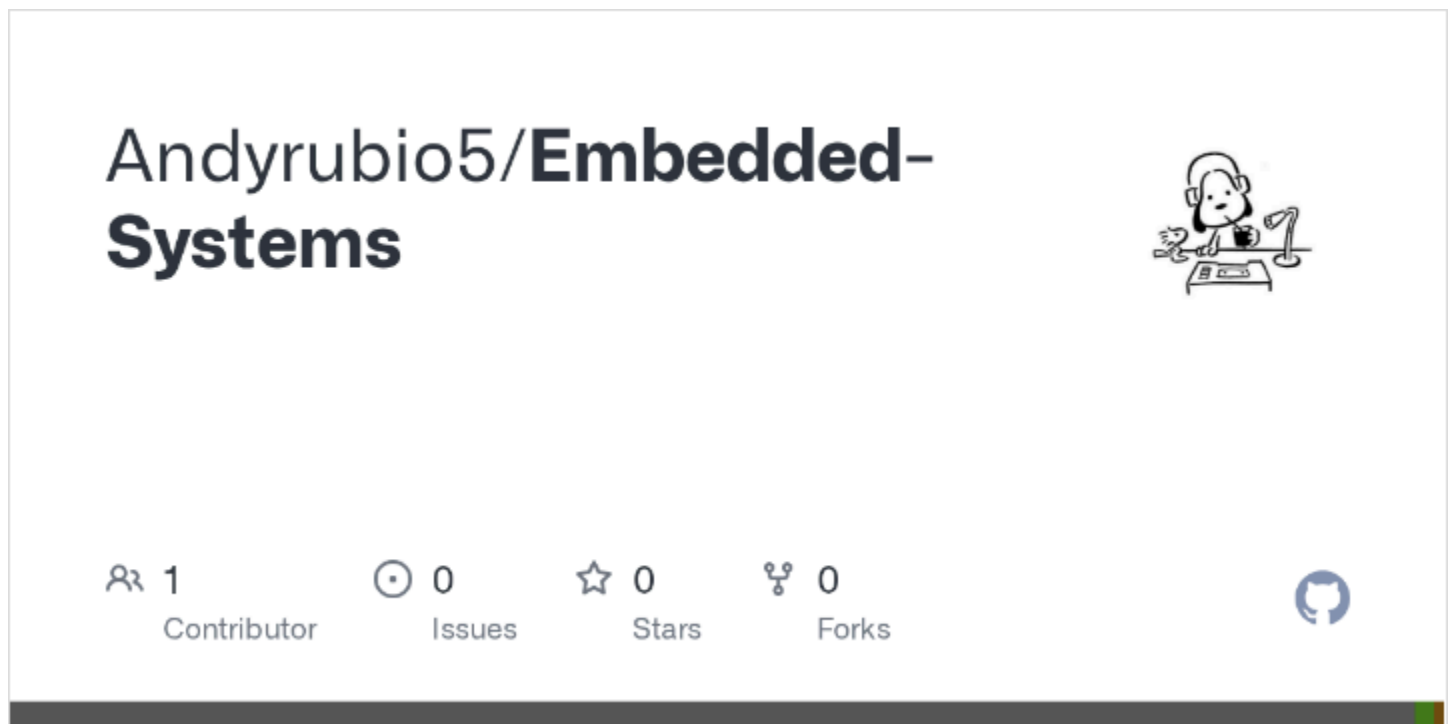 Andyrubio5/Embedded-
Systems
1
Contributor
0
Issues
0
Stars
0
Forks